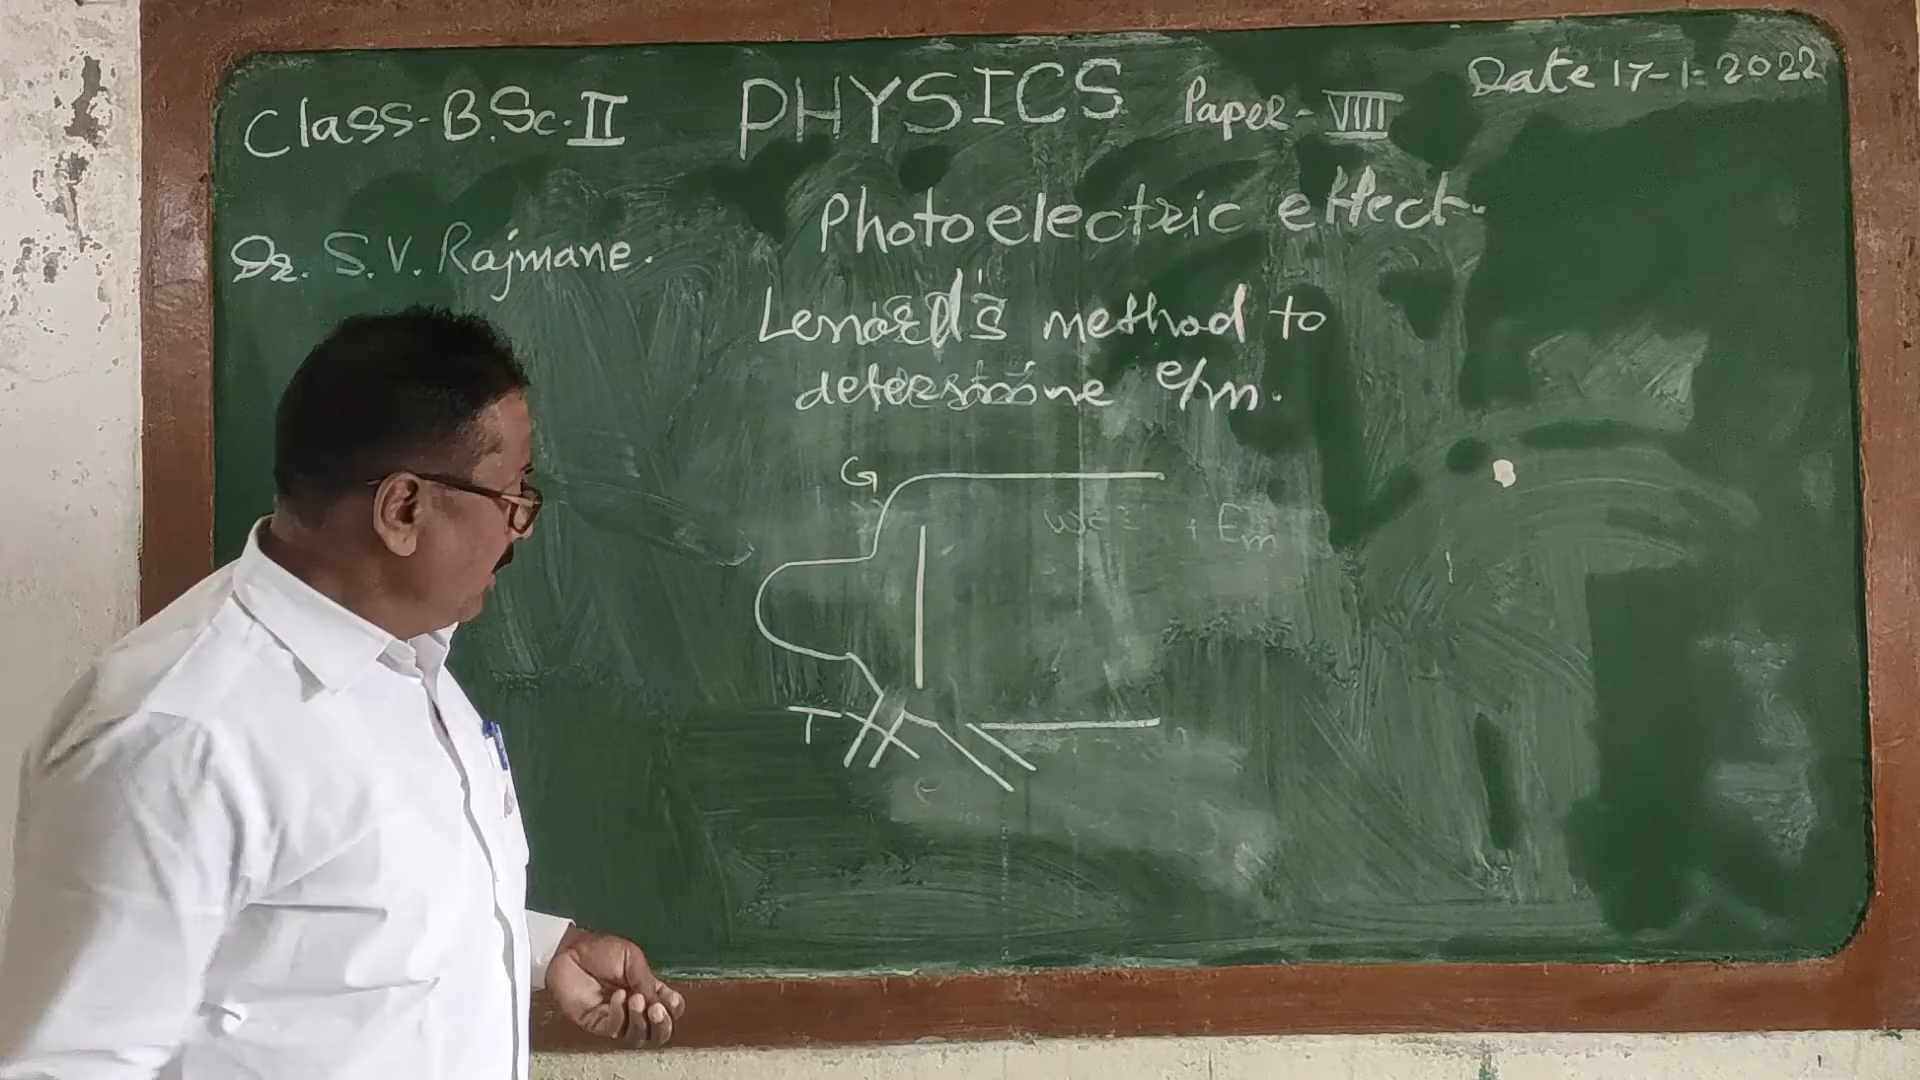 Class-B.Sc-II PHYSICS Paper-VIII Date 17-1-2022
Photoelectric effect.
Dr. S.V. Rajmane.
Lenard's method to
determine e/m.
G
+ Em
T